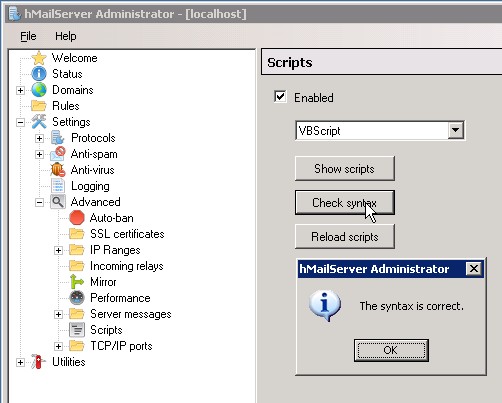 hMailServer Administrator - [localhost]
File Help
Welcome
Status
Domains
Rules
Settings
Protocols
Anti-spam
Anti-virus
Logging
Advanced
Auto-ban
SSL certificates
IP Ranges
Incoming relays
Mirror
Performance
Server messages
Scripts
TCP/IP ports
Utilities
Scripts
Enabled
VBScript
Show scripts
Check syntax
Reload scripts
hMailServer Administrator
The syntax is correct.
OK